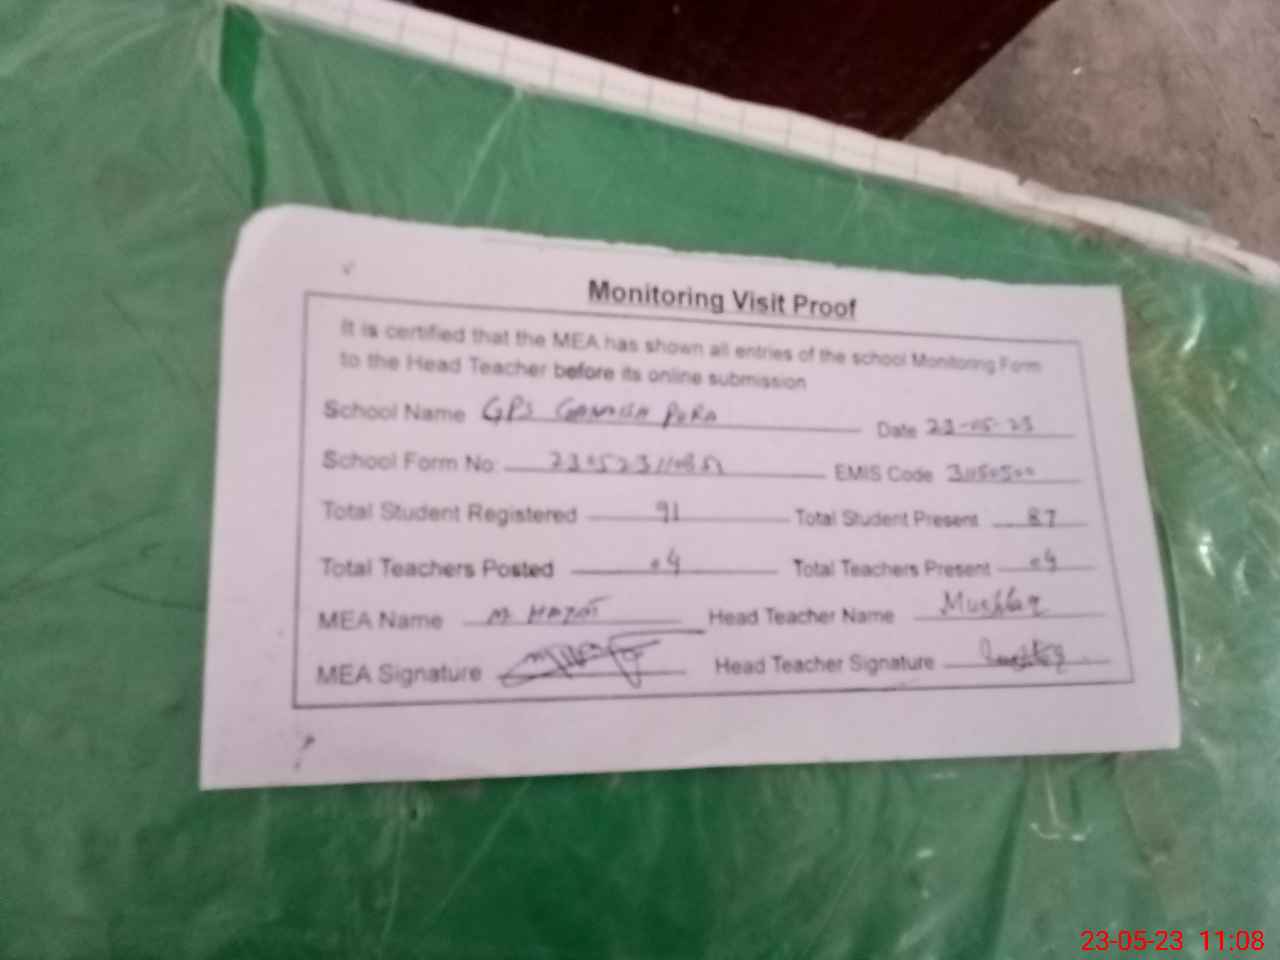 Monitoring Visit Proof
It is certified that the MEA has shown all entries of the school Monitoring Form
to the Head Teacher before its online submission
School Name GPS GANAISH PURA Date 23-05-23
School Form No: EMIS Code
Total Student Registered 91 Total Student Present 87
Total Teachers Posted 04 Total Teachers Present 04
MEA Name M Head Teacher Name Mushtaq
MEA Signature Head Teacher Signature
23-05-23 11:08